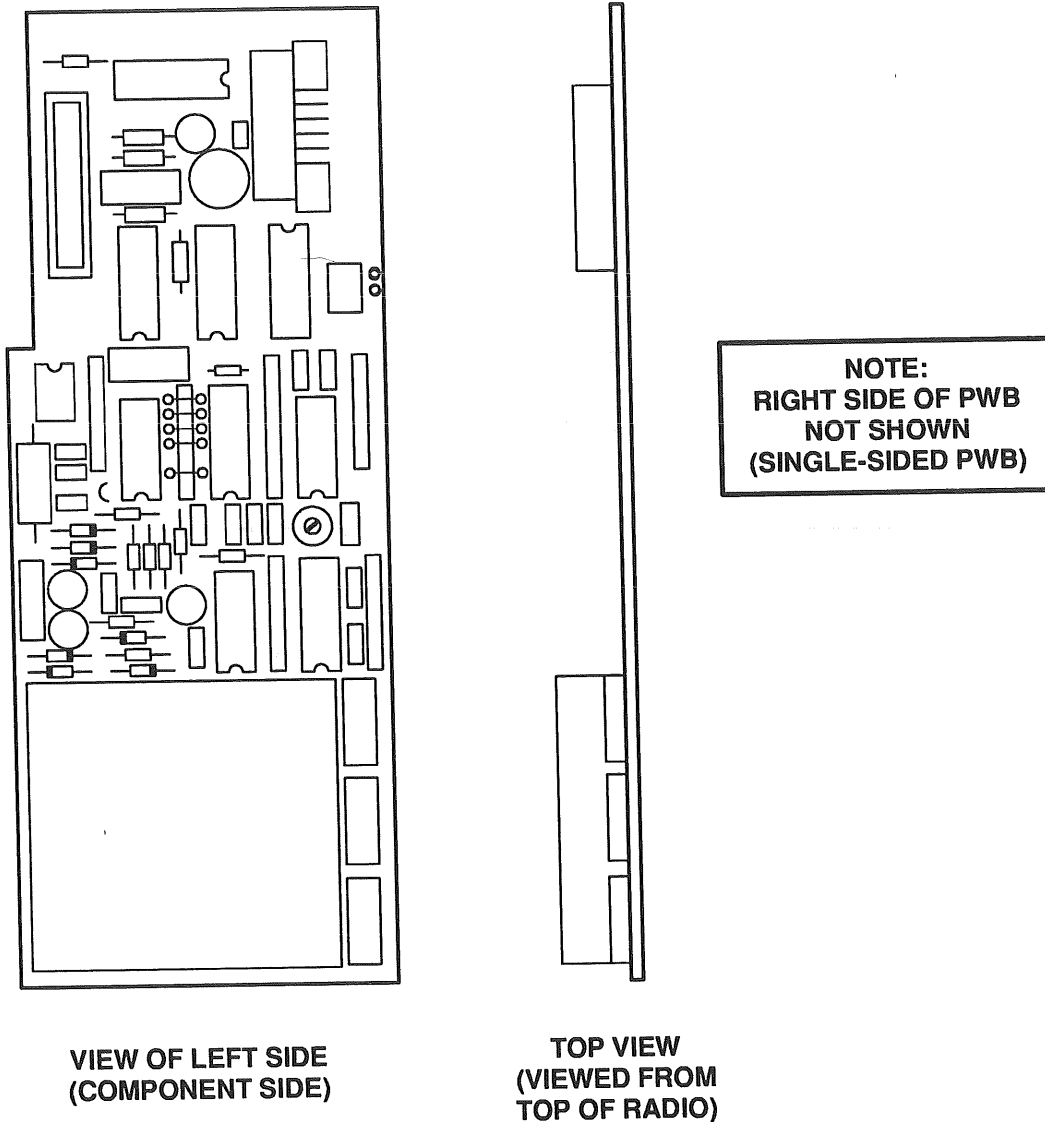 NOTE:
RIGHT SIDE OF PWB
NOT SHOWN
(SINGLE-SIDED PWB)
VIEW OF LEFT SIDE
(COMPONENT SIDE)
TOP VIEW
(VIEWED FROM
TOP OF RADIO)